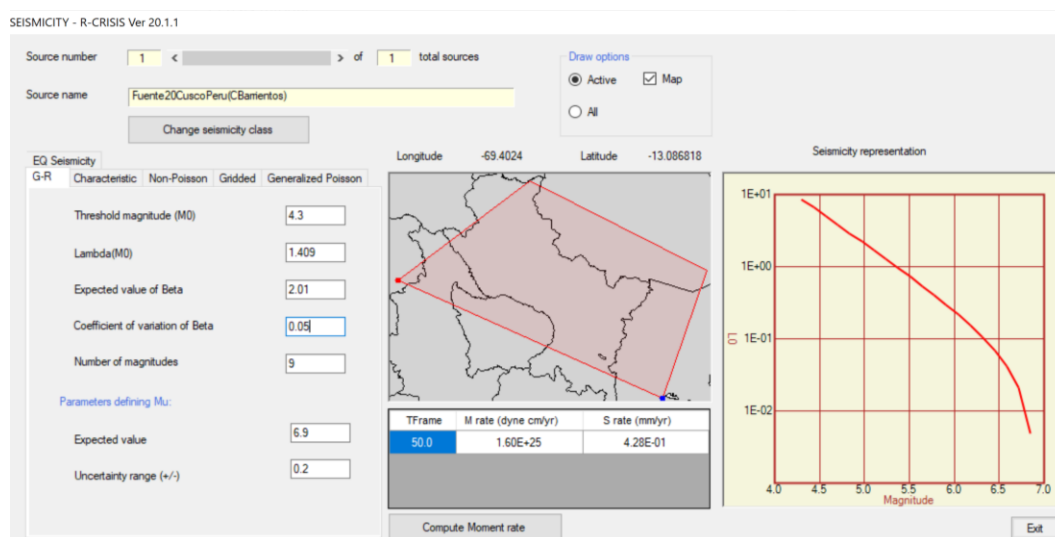 SEISMICITY - R-CRISIS Ver 20.1.1
Source number 1 < > of 1 total sources
Source name Fuente20CuscoPeru(CBarrientos)
Change seismicity class
Draw options
Active Map
All
EQ Seismicity
G-R Characteristic Non-Poisson Gridded Generalized Poisson
Threshold magnitude (M0) 4.3
Lambda(M0) 1.409
Expected value of Beta 2.01
Coefficient of variation of Beta 0.05
Number of magnitudes 9
Parameters defining Mu:
Expected value 6.9
Uncertainty range (+/-) 0.2
Longitude -69.4024 Latitude -13.086818
TFrame M rate (dyne cm/yr) S rate (mm/yr)
50.0 1.60E+25 4.28E-01
Compute Moment rate
Seismicity representation
1E+01
1E+00
1E-01
1E-02
L0
4.0 4.5 5.0 5.5 6.0 6.5 7.0
Magnitude
Exit